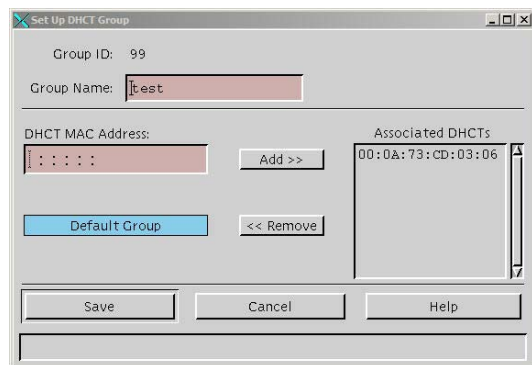 Set Up DHCT Group
Group ID: 99
Group Name: test
DHCT MAC Address:
: : : : :
Add >>
Associated DHCTs
00:0A:73:CD:03:06
Default Group
<< Remove
Save
Cancel
Help